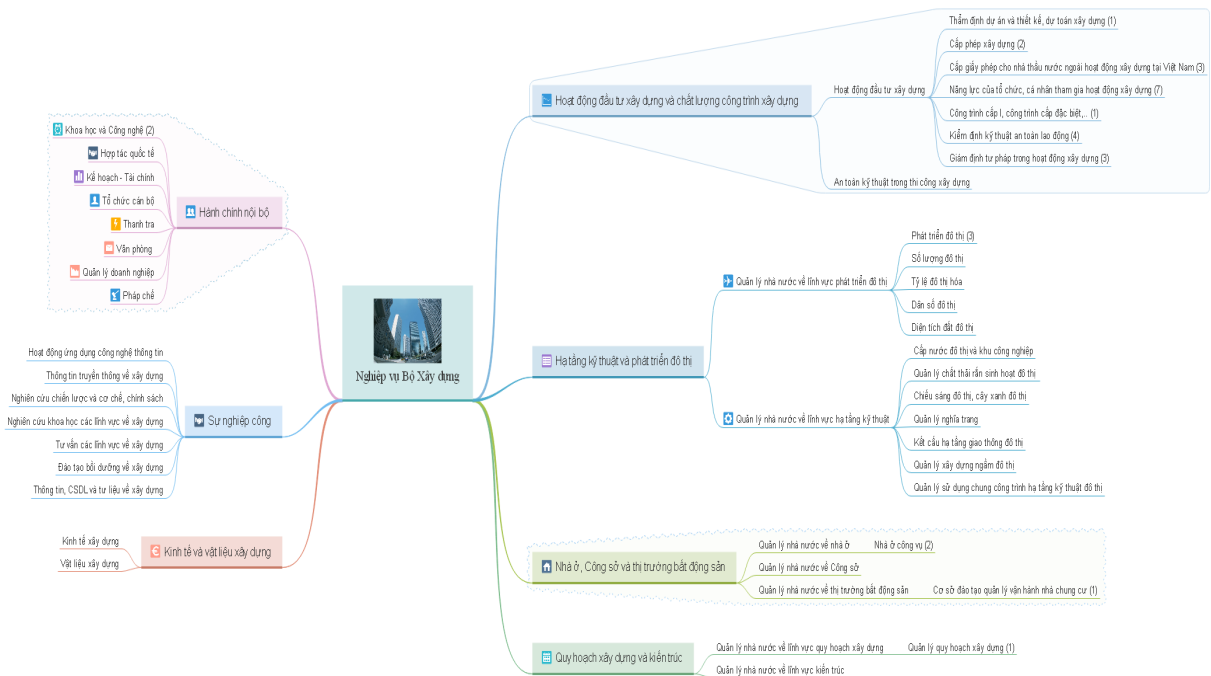 Nghiệp vụ Bộ Xây dựng
Hoạt động đầu tư xây dựng và chất lượng công trình xây dựng
Hoạt động đầu tư xây dựng
Thẩm định dự án và thiết kế, dự toán xây dựng (1)
Cấp phép xây dựng (2)
Cấp giấy phép cho nhà thầu nước ngoài hoạt động xây dựng tại Việt Nam (3)
Năng lực của tổ chức, cá nhân tham gia hoạt động xây dựng (7)
Công trình cấp I, công trình cấp đặc biệt,.. (1)
Kiểm định kỹ thuật an toàn lao động (4)
Giám định tư pháp trong hoạt động xây dựng (3)
An toàn kỹ thuật trong thi công xây dựng
Hạ tầng kỹ thuật và phát triển đô thị
Quản lý nhà nước về lĩnh vực phát triển đô thị
Phát triển đô thị (3)
Số lượng đô thị
Tỷ lệ đô thị hóa
Dân số đô thị
Diện tích đất đô thị
Quản lý nhà nước về lĩnh vực hạ tầng kỹ thuật
Cấp nước đô thị và khu công nghiệp
Quản lý chất thải rắn sinh hoạt đô thị
Chiếu sáng đô thị, cây xanh đô thị
Quản lý nghĩa trang
Kết cấu hạ tầng giao thông đô thị
Quản lý xây dựng ngầm đô thị
Quản lý sử dụng chung công trình hạ tầng kỹ thuật đô thị
Nhà ở, Công sở và thị trường bất động sản
Quản lý nhà nước về nhà ở
Nhà ở công vụ (2)
Quản lý nhà nước về Công sở
Quản lý nhà nước về thị trường bất động sản
Cơ sở đào tạo quản lý vận hành nhà chung cư (1)
Quy hoạch xây dựng và kiến trúc
Quản lý nhà nước về lĩnh vực quy hoạch xây dựng
Quản lý quy hoạch xây dựng (1)
Quản lý nhà nước về lĩnh vực kiến trúc
Hành chính nội bộ
Khoa học và Công nghệ (2)
Hợp tác quốc tế
Kế hoạch - Tài chính
Tổ chức cán bộ
Thanh tra
Văn phòng
Quản lý doanh nghiệp
Pháp chế
Sự nghiệp công
Hoạt động ứng dụng công nghệ thông tin
Thông tin truyền thông về xây dựng
Nghiên cứu chiến lược và cơ chế, chính sách
Nghiên cứu khoa học các lĩnh vực về xây dựng
Tư vấn các lĩnh vực về xây dựng
Đào tạo bồi dưỡng về xây dựng
Thông tin, CSDL và tư liệu về xây dựng
Kinh tế và vật liệu xây dựng
Kinh tế xây dựng
Vật liệu xây dựng